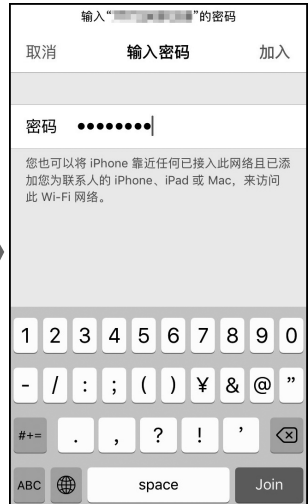 输入“iPhone”的密码
取消 输入密码 加入
密码 ••••••••
您也可以将 iPhone 靠近任何已接入此网络且已添
加您为联系人的 iPhone、iPad 或 Mac，来访问
此 Wi-Fi 网络。
1 2 3 4 5 6 7 8 9 0
- / : ; ( ) ¥ & @ ”
#+= . , ? ! ’
ABC space Join